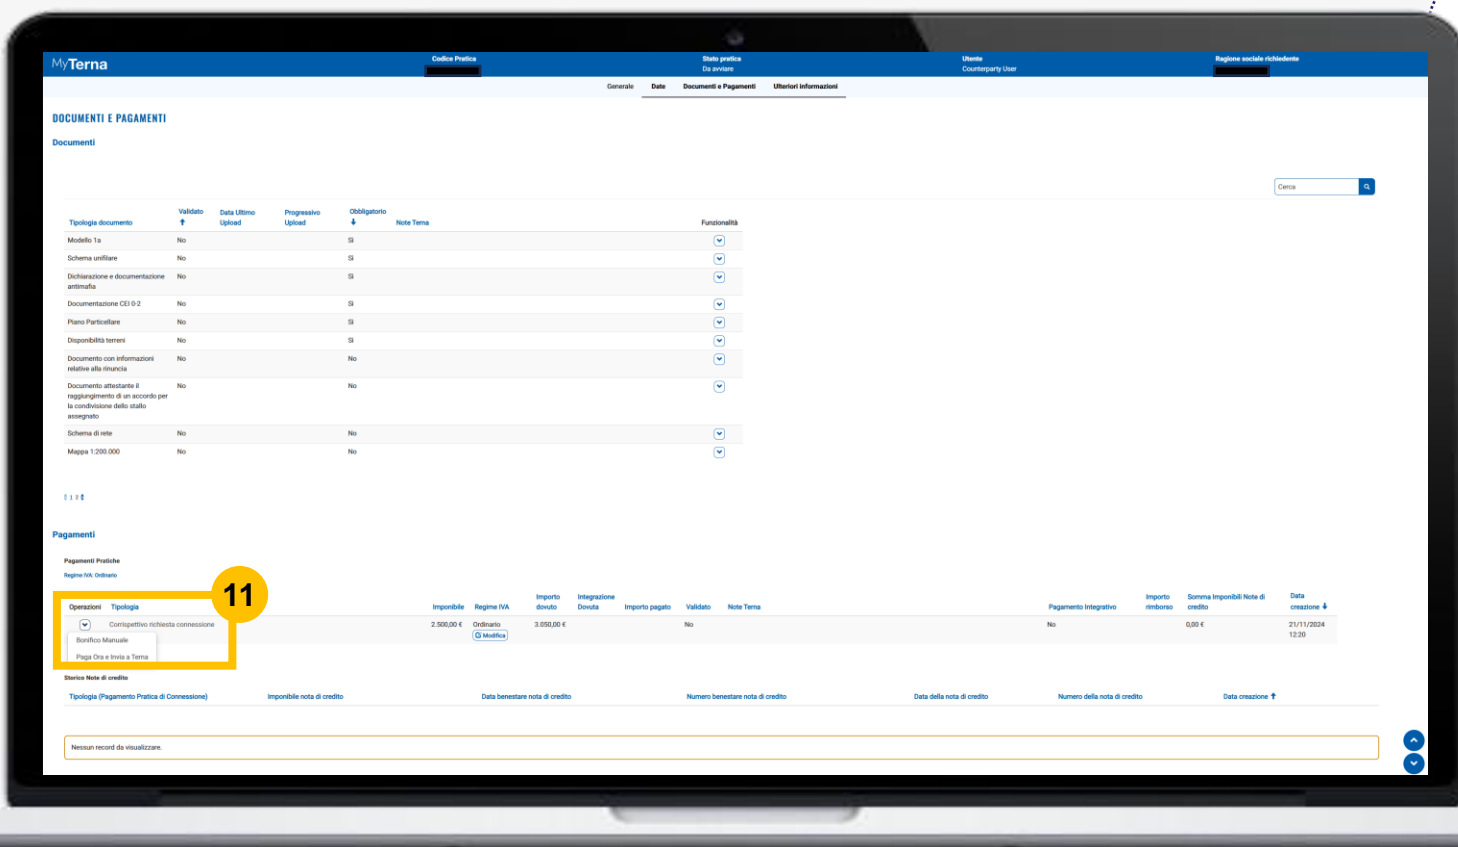 MyTerna
Codice Pratica
Stato pratica
Da avviare
Utente
Counterparty User
Ragione sociale richiedente
Generale Date Documenti e Pagamenti Ulteriori informazioni
DOCUMENTI E PAGAMENTI
Documenti
Cerca
Tipologia documento Validato Data Ultimo Upload Progressivo Upload Obbligatorio Note Terna Funzionalità
Modello 1a No Sì
Schema unifilare No Sì
Dichiarazione e documentazione No Sì
antimafia
Documentazione CEI 0-2 No Sì
Piano Particellare No Sì
Disponibilità terreni No Sì
Documento con informazioni No No
relative alla rinuncia
Documento attestante il No No
raggiungimento di un accordo per
la condivisione dello stallo
assegnato
Schema di rete No No
Mappa 1:200.000 No No
1 2
Pagamenti
Pagamenti Pratiche
Regime IVA: Ordinario
11
Operazioni Tipologia Imponibile Regime IVA Importo dovuto Integrazione Dovuta Importo pagato Validato Note Terna Pagamento Integrativo Importo rimborso Somma Imponibili Note di credito Data creazione
Corrispettivo richiesta connessione 2.500,00 € Ordinario 3.050,00 € No No 0,00 € 21/11/2024
Modifica 12:20
Bonifico Manuale
Paga Ora e Invia a Terna
Storico Note di credito
Tipologia (Pagamento Pratica di Connessione) Imponibile nota di credito Data benestare nota di credito Numero benestare nota di credito Data della nota di credito Numero della nota di credito Data creazione
Nessun record da visualizzare.